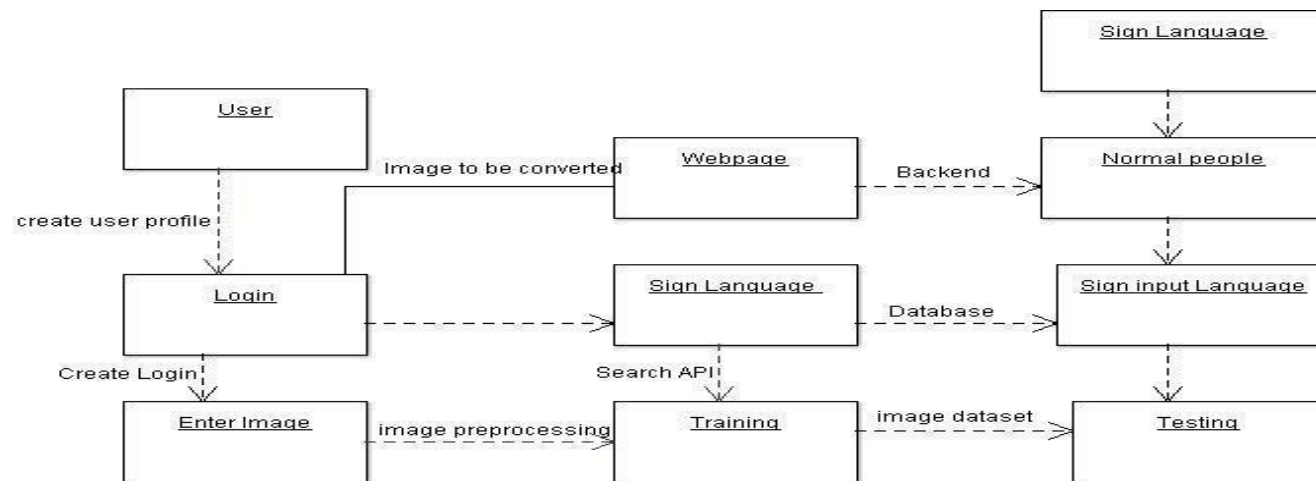 Sign Language
User
Image to be converted
Webpage
Backend
Normal people
create user profile
Login
Sign Language
Database
Sign input Language
Create Login
Search API
Enter Image
image preprocessing
Training
image dataset
Testing